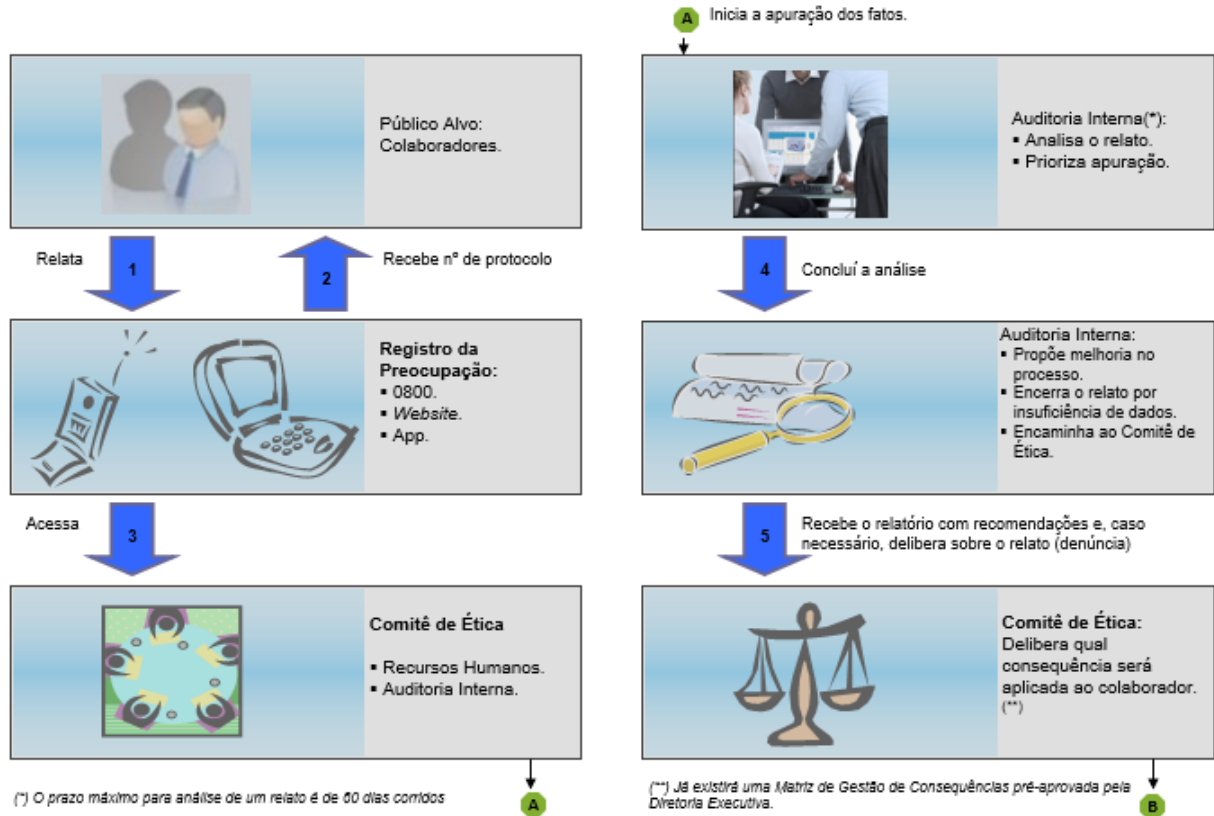 Público Alvo:
Colaboradores.
Relata
1
2
Recebe nº de protocolo
Registro da
Preocupação:
▪ 0800.
▪ Website.
▪ App.
Acessa
3
Comitê de Ética
▪ Recursos Humanos.
▪ Auditoria Interna.
(*) O prazo máximo para análise de um relato é de 60 dias corridos
A
A
Inicia a apuração dos fatos.
Auditoria Interna(*):
▪ Analisa o relato.
▪ Prioriza apuração.
4
Concluí a análise
Auditoria Interna:
▪ Propõe melhoria no
processo.
▪ Encerra o relato por
insuficiência de dados.
▪ Encaminha ao Comitê de
Ética.
5
Recebe o relatório com recomendações e, caso
necessário, delibera sobre o relato (denúncia)
Comitê de Ética:
Delibera qual
consequência será
aplicada ao colaborador.
(**)
(**) Já existirá uma Matriz de Gestão de Consequências pré-aprovada pela
Diretoria Executiva.
B